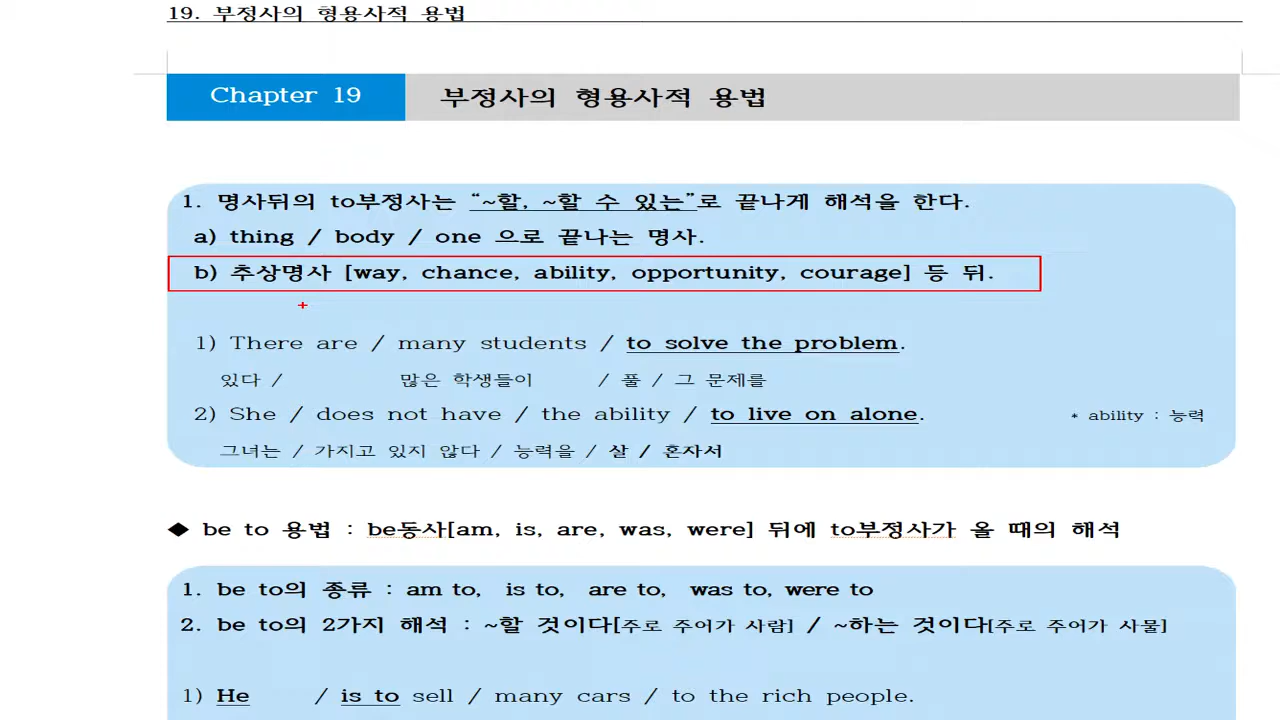 19. 부정사의 형용사적 용법
Chapter 19 부정사의 형용사적 용법
1. 명사뒤의 to부정사는 “~할, ~할 수 있는”로 끝나게 해석을 한다.
a) thing / body / one 으로 끝나는 명사.
b) 추상명사 [way, chance, ability, opportunity, courage] 등 뒤.
1) There are / many students / to solve the problem.
있다 / 많은 학생들이 / 풀 / 그 문제를
2) She / does not have / the ability / to live on alone. * ability : 능력
그녀는 / 가지고 있지 않다 / 능력을 / 살 / 혼자서
◆ be to 용법 : be동사[am, is, are, was, were] 뒤에 to부정사가 올 때의 해석
1. be to의 종류 : am to, is to, are to, was to, were to
2. be to의 2가지 해석 : ~할 것이다[주로 주어가 사람] / ~하는 것이다[주로 주어가 사물]
1) He / is to sell / many cars / to the rich people.